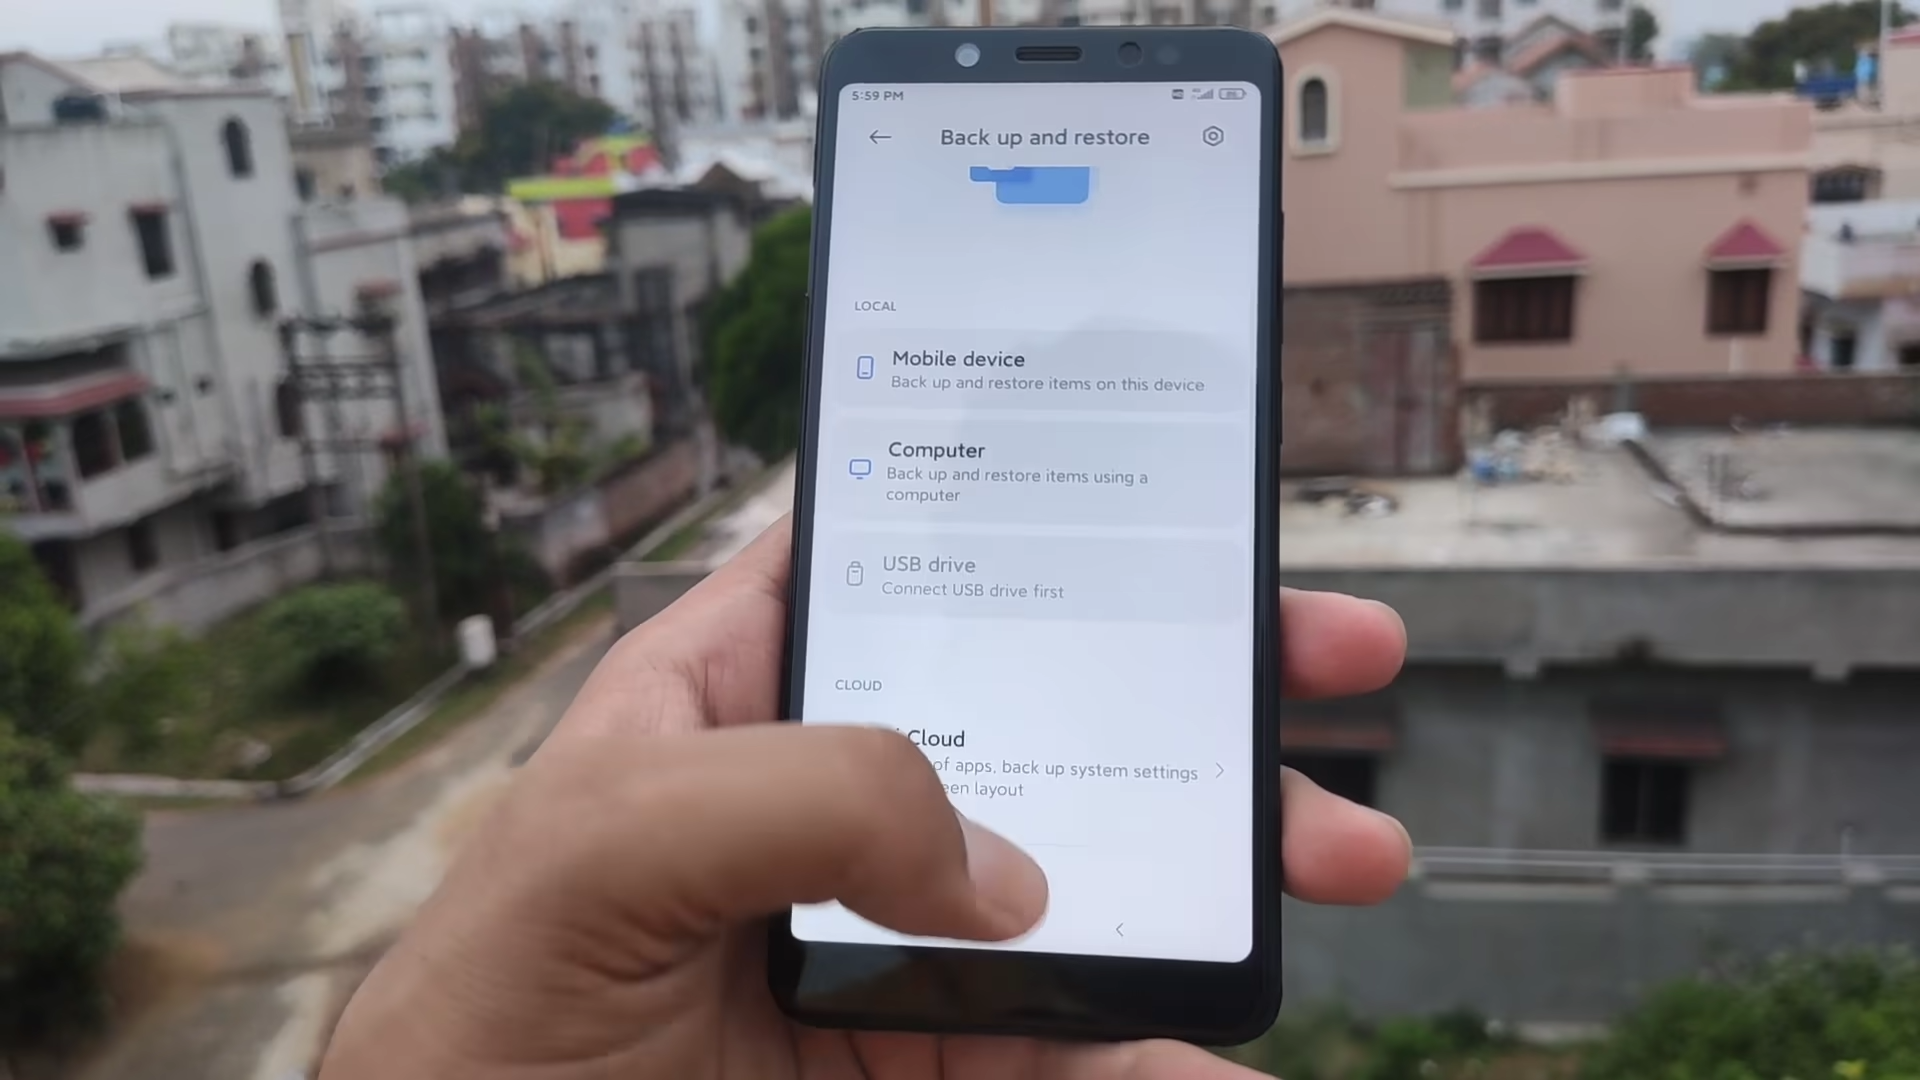 5:59 PM
Back up and restore
LOCAL
Mobile device
Back up and restore items on this device
Computer
Back up and restore items using a
computer
USB drive
Connect USB drive first
CLOUD
Cloud
of apps, back up system settings
layout